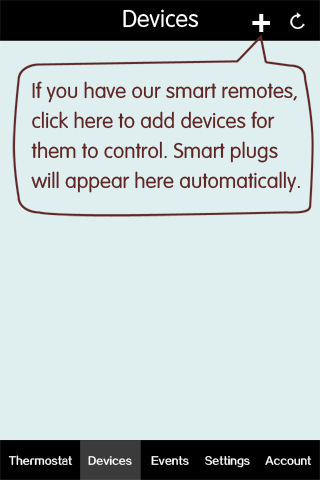 Devices
If you have our smart remotes,
click here to add devices for
them to control. Smart plugs
will appear here automatically.
Thermostat Devices Events Settings Account